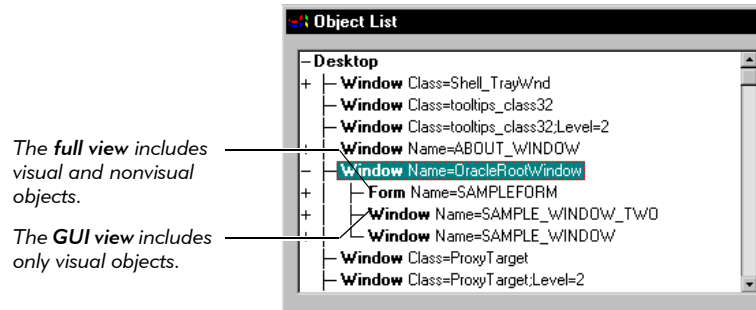 Object List
– Desktop
+ Window Class=Shell_TrayWnd
Window Class=tooltips_class32
Window Class=tooltips_class32;Level=2
+ Window Name=ABOUT_WINDOW
– Window Name=OracleRootWindow
+ Form Name=SAMPLEFORM
+ Window Name=SAMPLE_WINDOW_TWO
+ Window Name=SAMPLE_WINDOW
Window Class=ProxyTarget
Window Class=ProxyTarget;Level=2
The full view includes
visual and nonvisual
objects.
The GUI view includes
only visual objects.